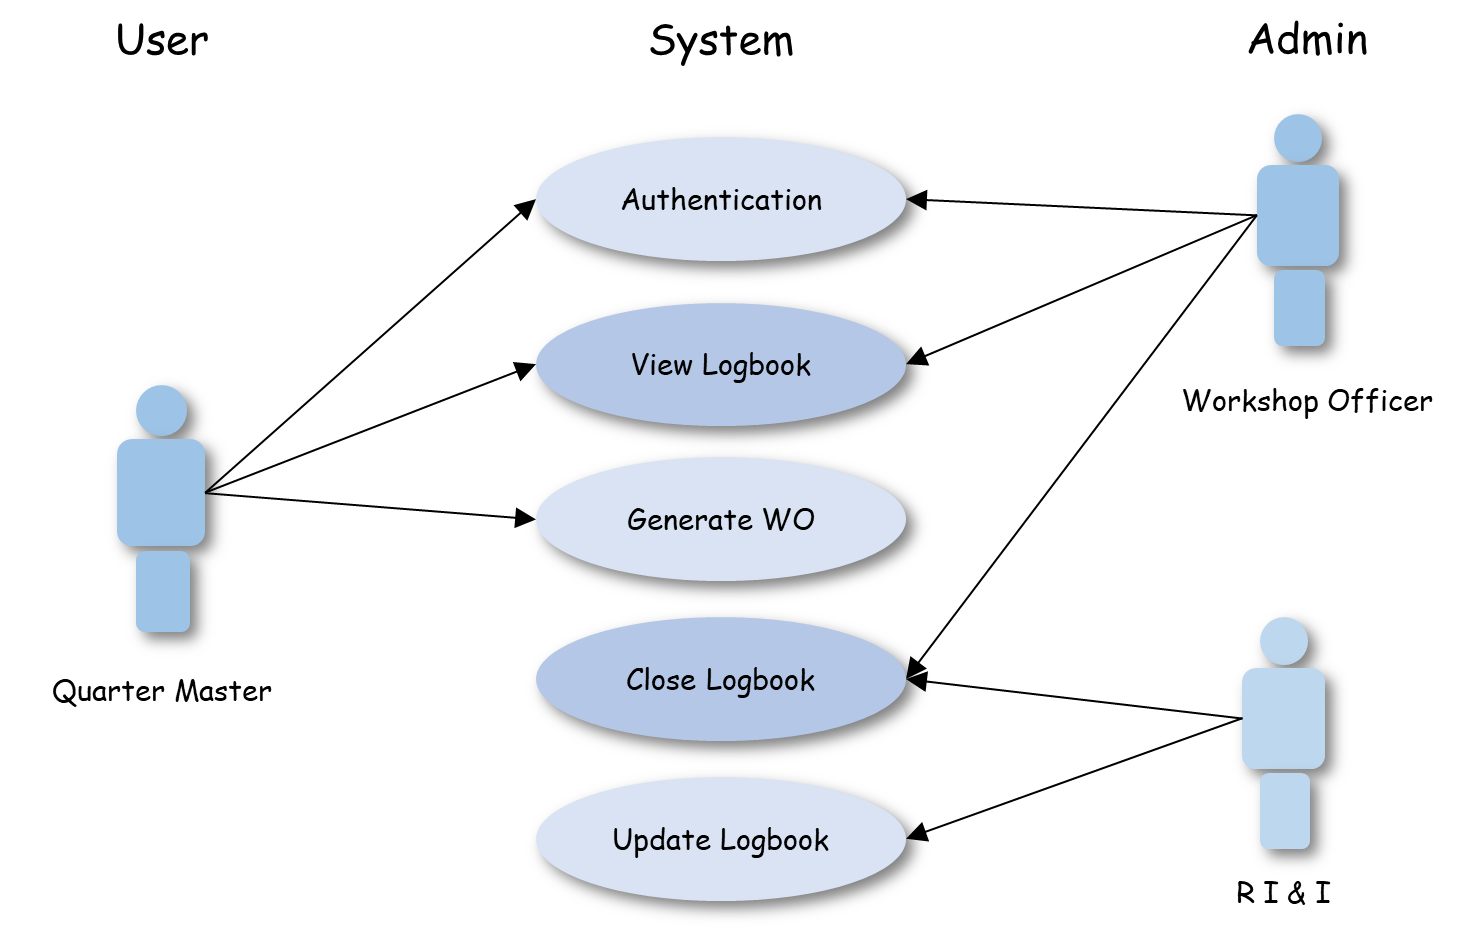 User
System
Admin
Authentication
View Logbook
Workshop Officer
Generate WO
Quarter Master
Close Logbook
Update Logbook
R I & I